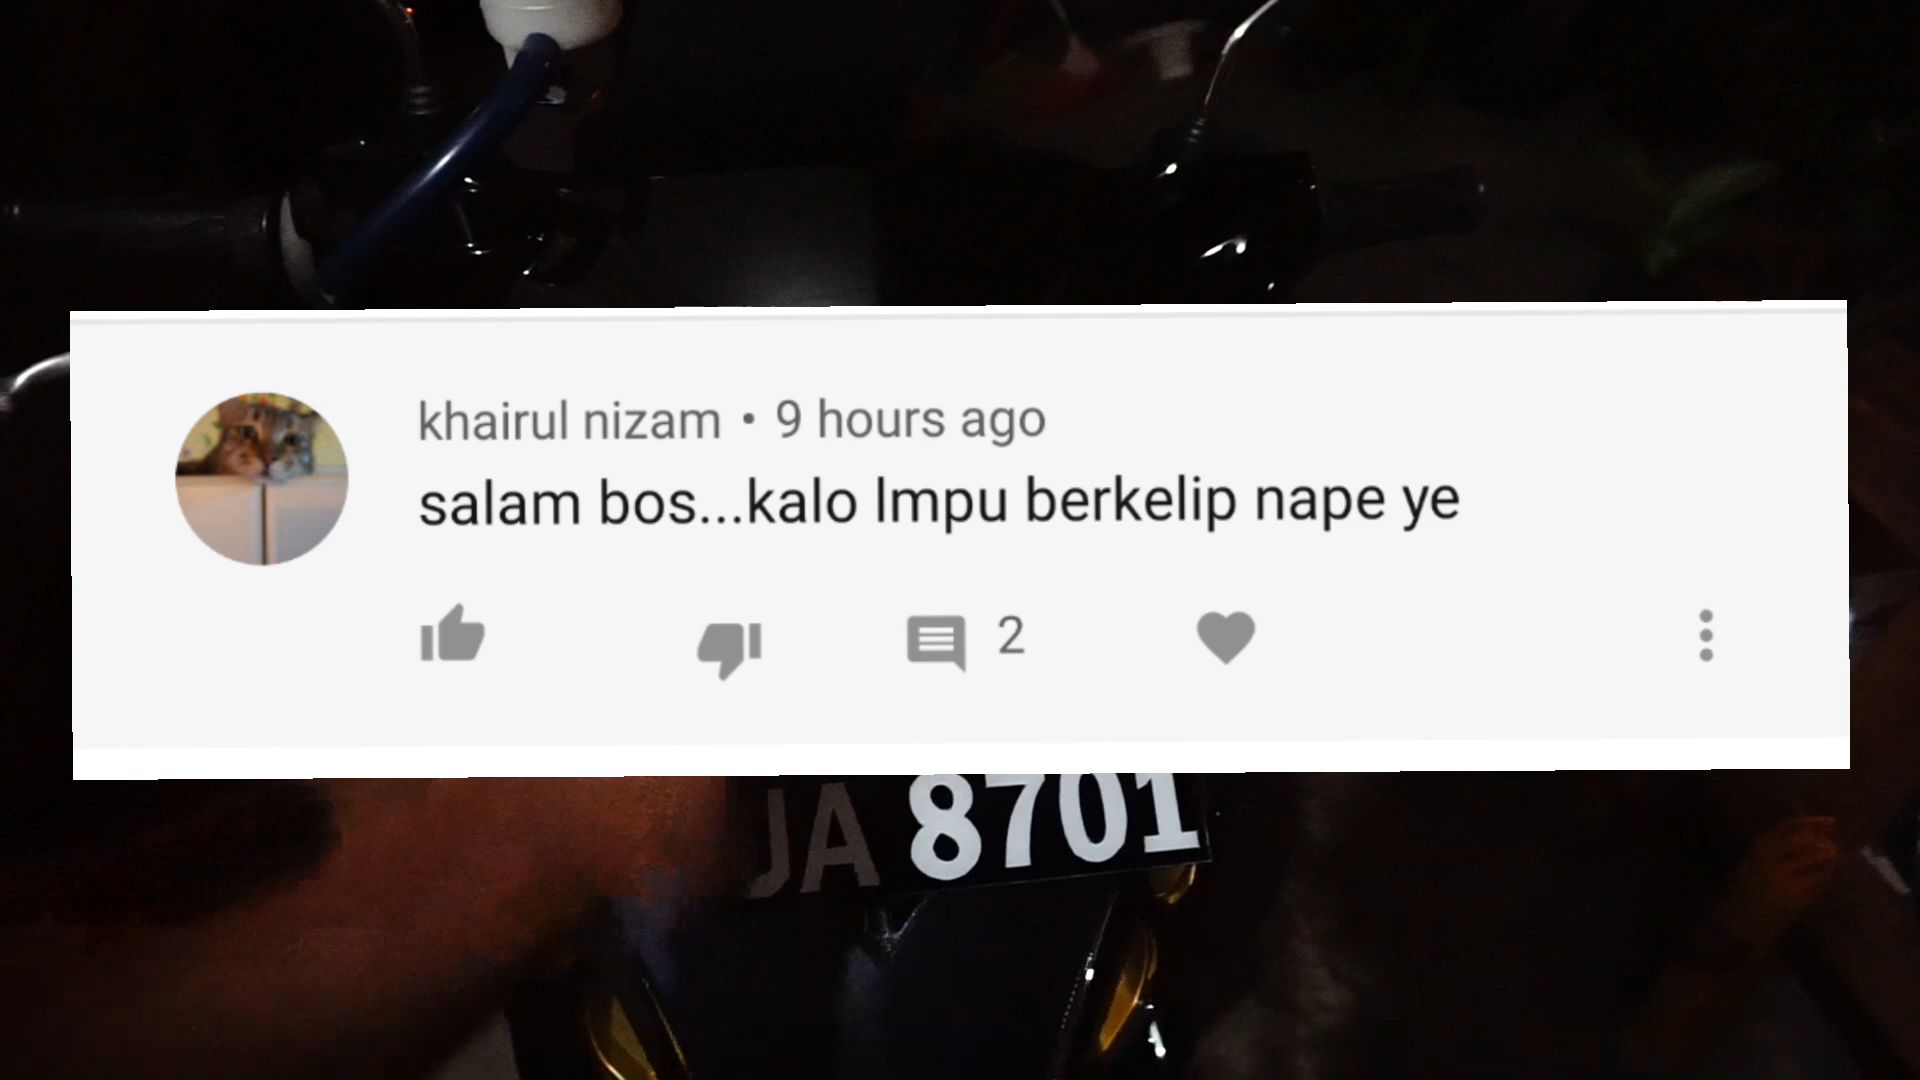 khairul nizam • 9 hours ago
salam bos...kalo lmpu berkelip nape ye
2
JA 8701